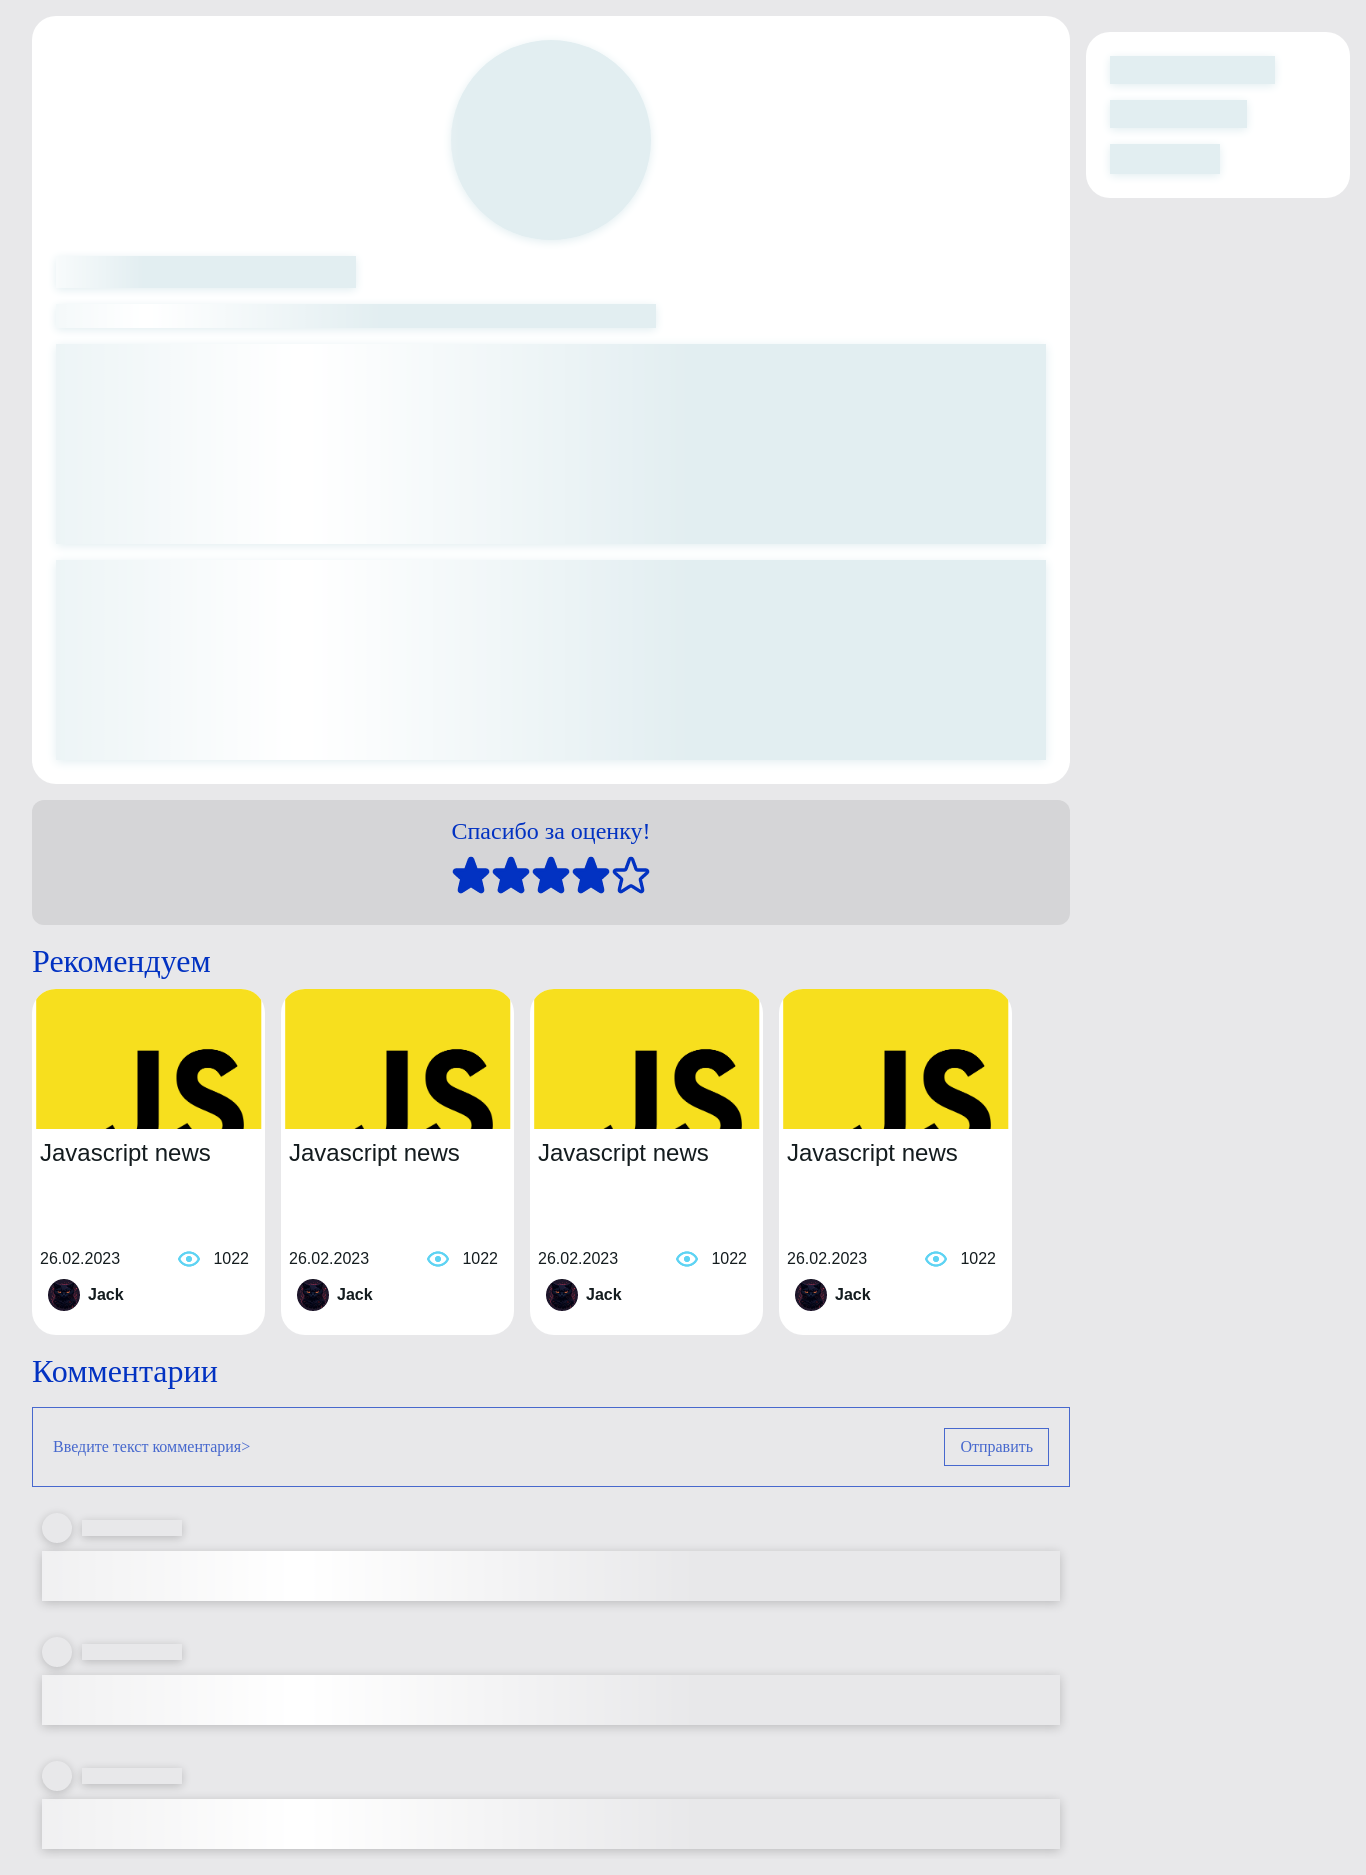 Спасибо за оценку!
Рекомендуем
JS JS JS JS
Javascript news Javascript news Javascript news Javascript news
26.02.2023 1022 26.02.2023 1022 26.02.2023 1022 26.02.2023 1022
Jack Jack Jack Jack
Комментарии
Введите текст комментария> Отправить